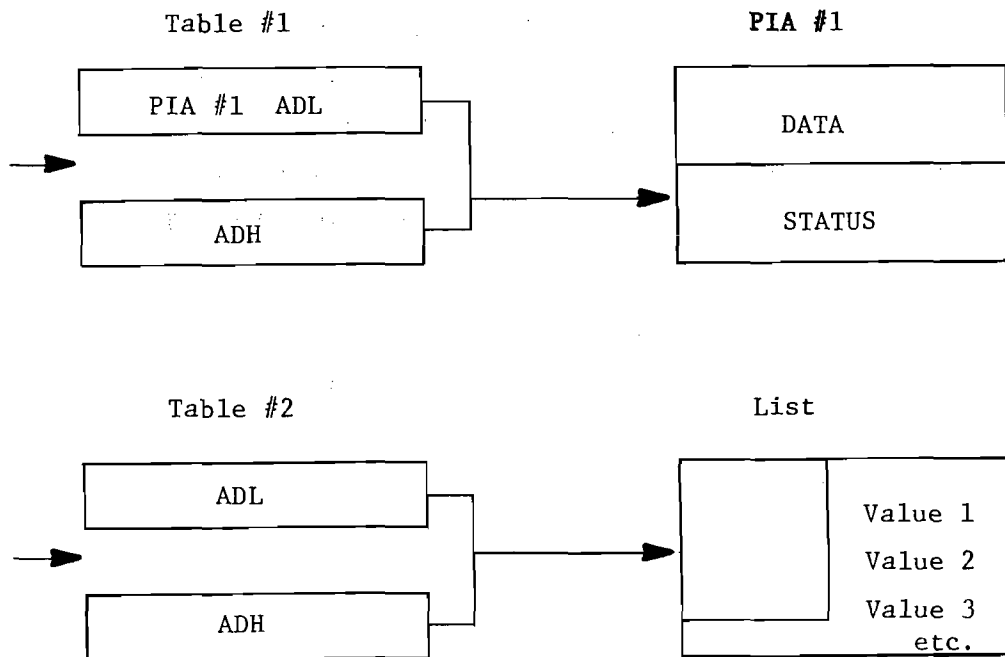 Table #1
PIA #1
PIA #1 ADL
DATA
ADH
STATUS
Table #2
List
ADL
Value 1
Value 2
ADH
Value 3
etc.